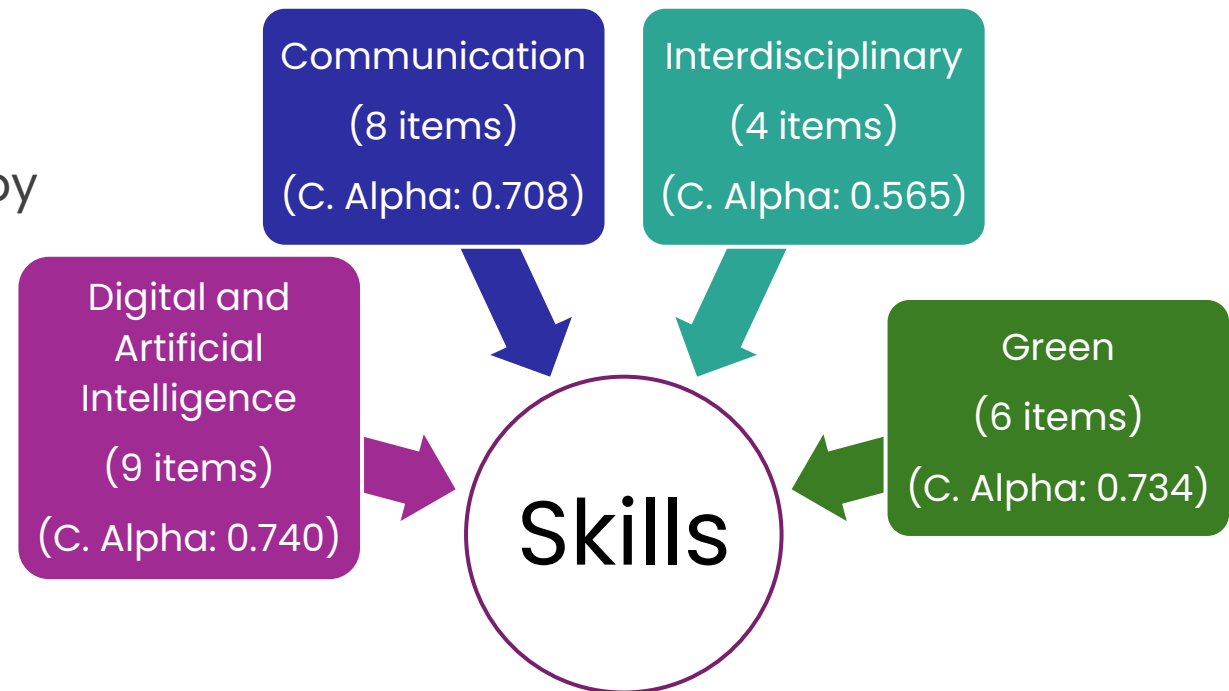 Communication
(8 items)
(C. Alpha: 0.708)
Interdisciplinary
(4 items)
(C. Alpha: 0.565)
Digital and
Artificial
Intelligence
(9 items)
(C. Alpha: 0.740)
Green
(6 items)
(C. Alpha: 0.734)
Skills